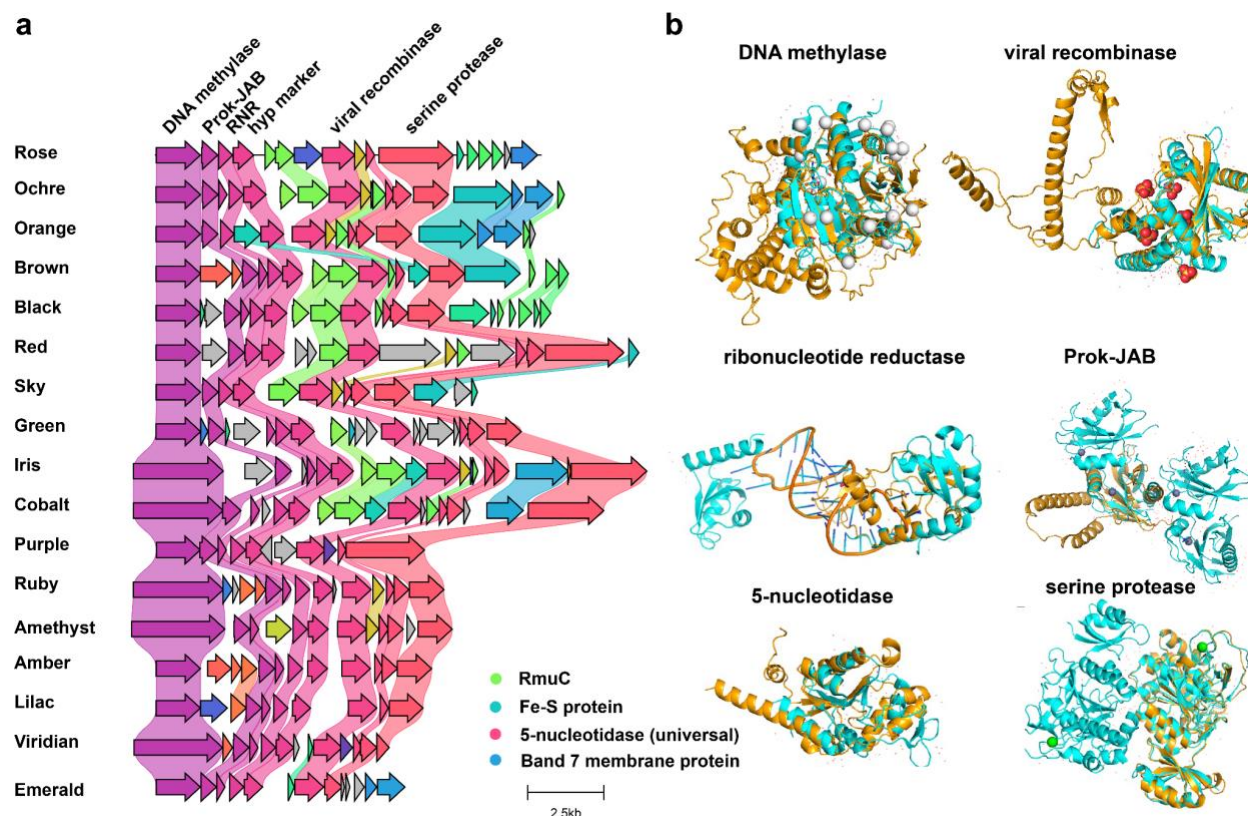 a
DNA methylase
Prok-JAB
RNR
hyp marker
viral recombinase
serine protease
Rose
Ochre
Orange
Brown
Black
Red
Sky
Green
Iris
Cobalt
Purple
Ruby
Amethyst
Amber
Lilac
Viridian
Emerald
RmuC
Fe-S protein
5-nucleotidase (universal)
Band 7 membrane protein
2.5kb
b
DNA methylase
viral recombinase
ribonucleotide reductase
Prok-JAB
5-nucleotidase
serine protease